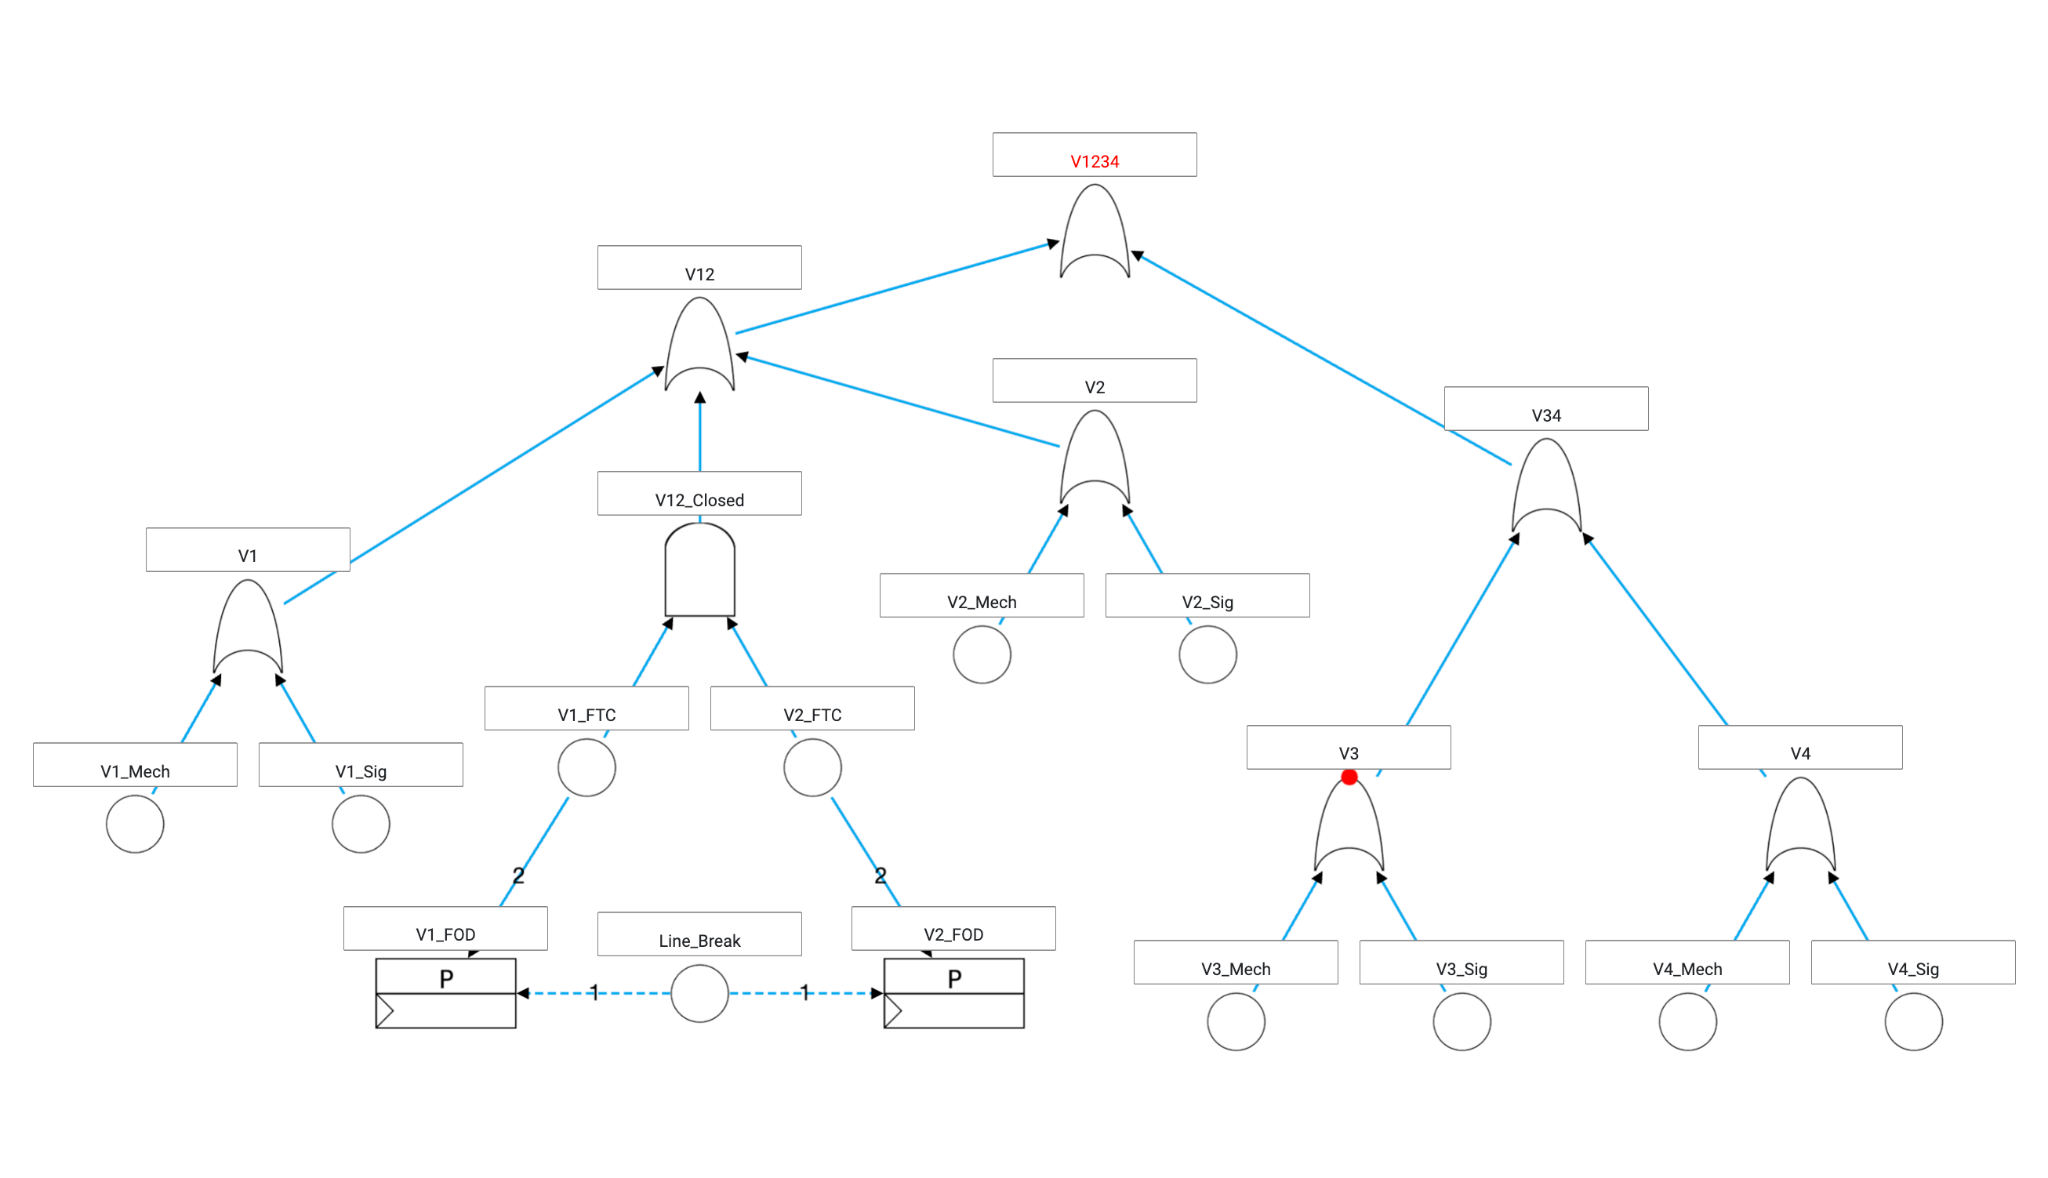 V1234
V12
V2
V34
V12_Closed
V1
V2_Mech
V2_Sig
V1_FTC
V2_FTC
V3
V4
V1_Mech
V1_Sig
2
2
V1_FOD
Line_Break
V2_FOD
V3_Mech
V3_Sig
V4_Mech
V4_Sig
P
P
1
1